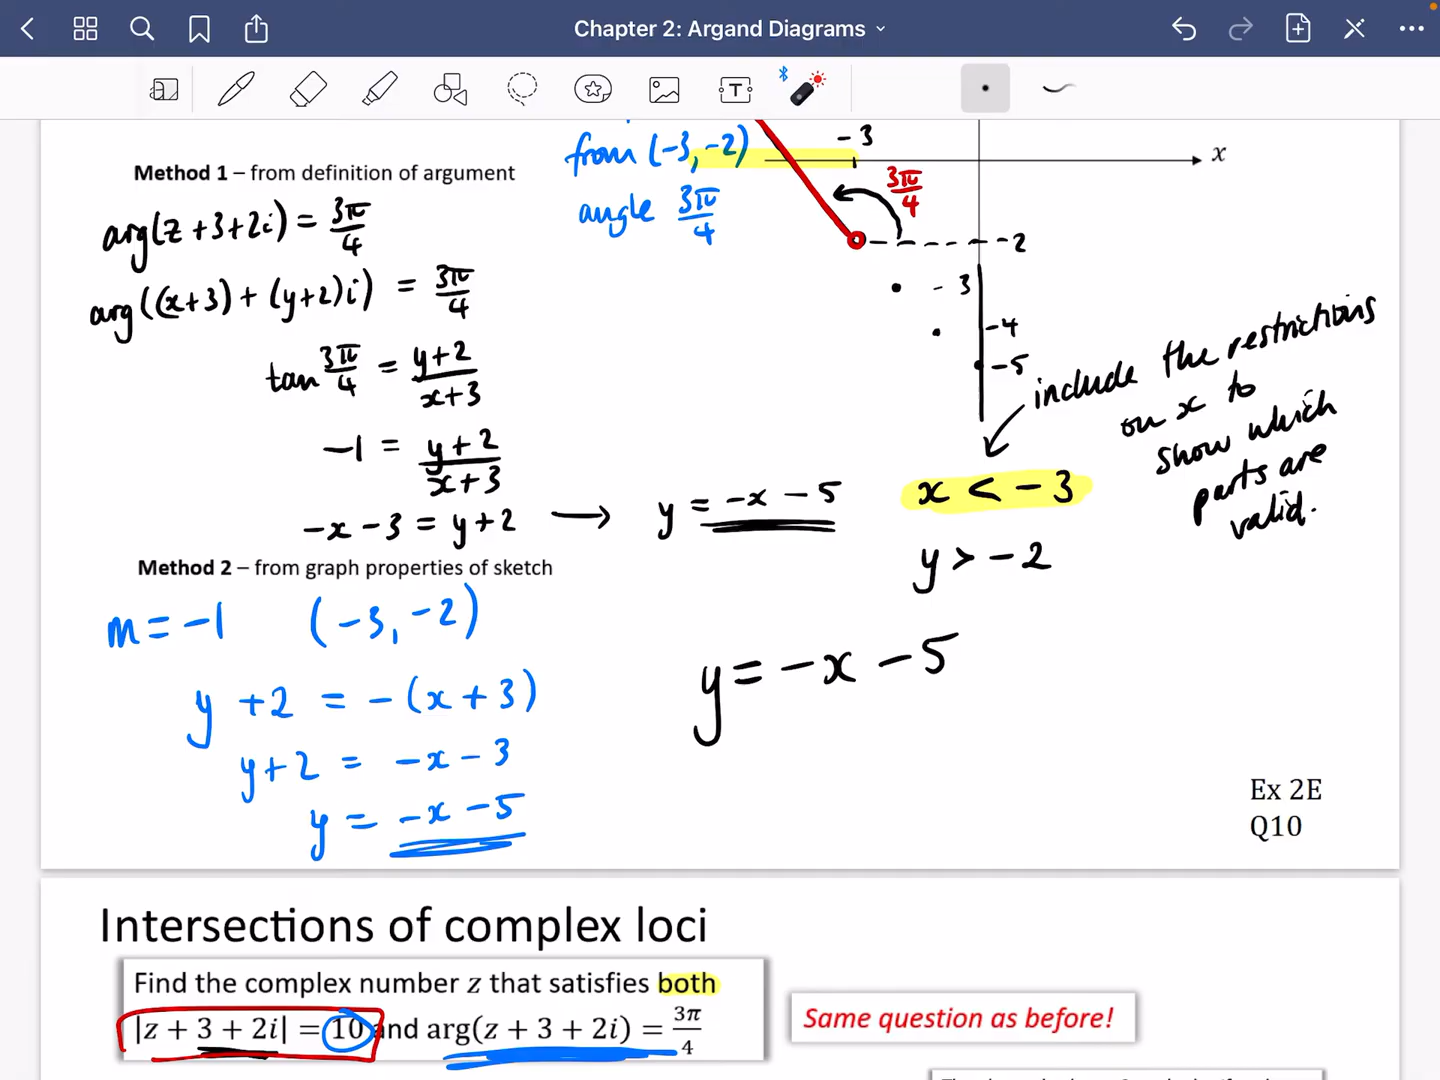 Chapter 2: Argand Diagrams
from (-3, -2)
angle 3π/4
-3
x
3π/4
-2
-3
-4
-5
Method 1 – from definition of argument
arg(z+3+2i) = 3π/4
arg((x+3) + (y+2)i) = 3π/4
tan 3π/4 = y+2/x+3
-1 = y+2/x+3
-x-3 = y+2 → y = -x-5
x < -3
y > -2
include the restrictions
on x to
show which
parts are
valid.
Method 2 – from graph properties of sketch
m = -1 (-3, -2)
y+2 = -(x+3)
y+2 = -x-3
y = -x-5
y = -x-5
Ex 2E
Q10
Intersections of complex loci
Find the complex number z that satisfies both
|z + 3 + 2i| = 10 and arg(z + 3 + 2i) = 3π/4
Same question as before!